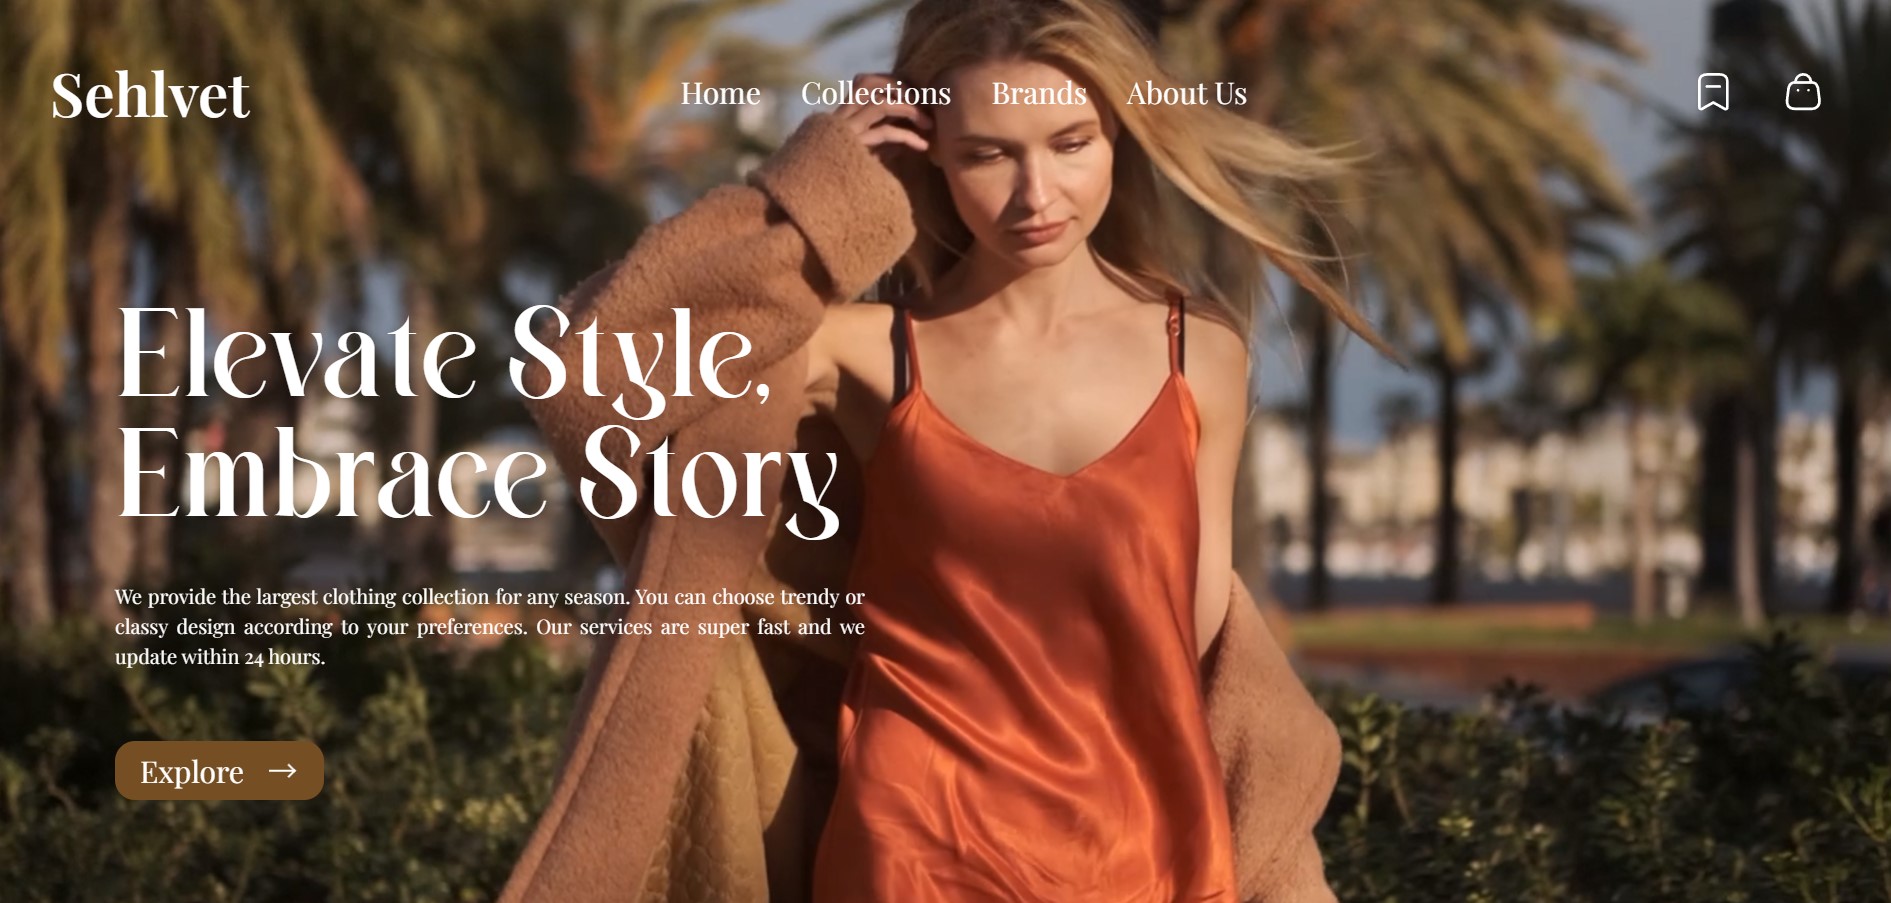 Sehlvet
Home Collections Brands About Us
Elevate Style,
Embrace Story
We provide the largest clothing collection for any season. You can choose trendy or
classy design according to your preferences. Our services are super fast and we
update within 24 hours.
Explore →